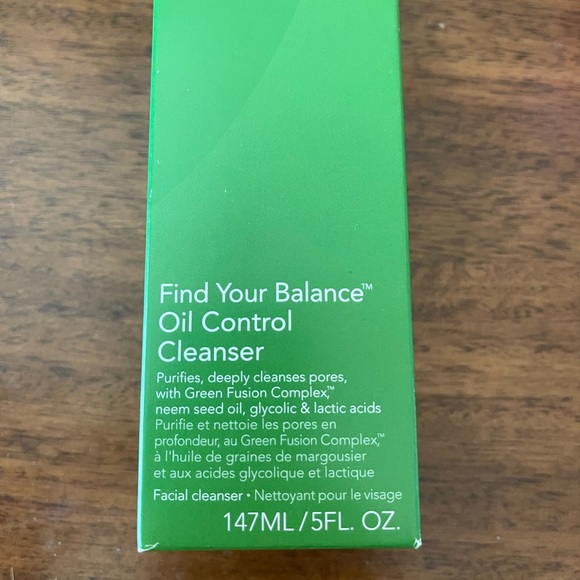 Find Your Balance™
Oil Control
Cleanser
Purifies, deeply cleanses pores,
with Green Fusion Complex,™
neem seed oil, glycolic & lactic acids
Purifie et nettoie les pores en
profondeur, au Green Fusion Complex,™
à l'huile de graines de margousier
et aux acides glycolique et lactique
Facial cleanser • Nettoyant pour le visage
147ML/5FL. OZ.